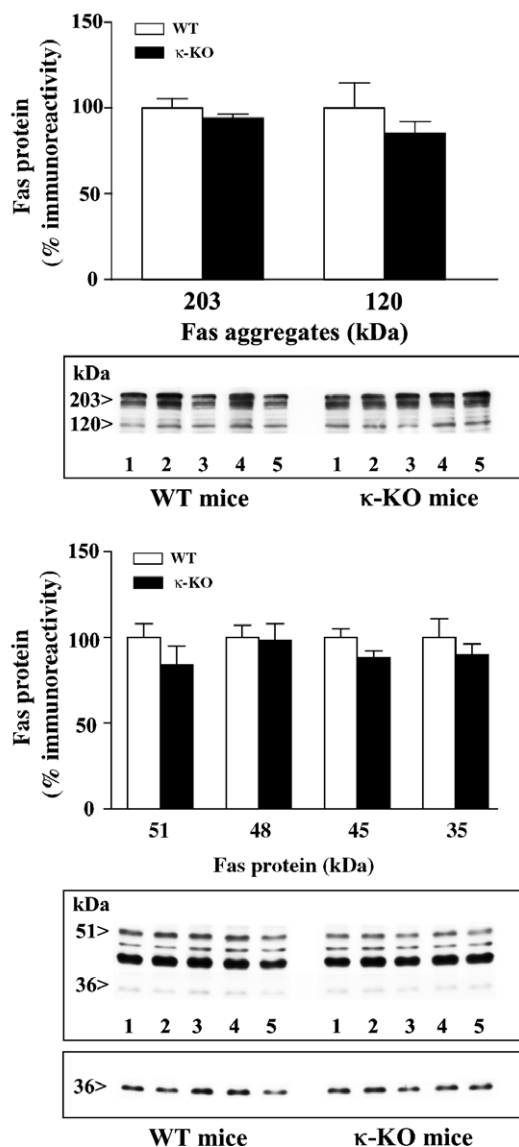 150
WT
κ-KO
100
50
0
Fas protein
(% immunoreactivity)
203 120
Fas aggregates (kDa)
kDa
203>
120>
1 2 3 4 5 1 2 3 4 5
WT mice κ-KO mice
150
WT
κ-KO
100
50
0
Fas protein
(% immunoreactivity)
51 48 45 35
Fas protein (kDa)
kDa
51>
36>
1 2 3 4 5 1 2 3 4 5
36>
WT mice κ-KO mice